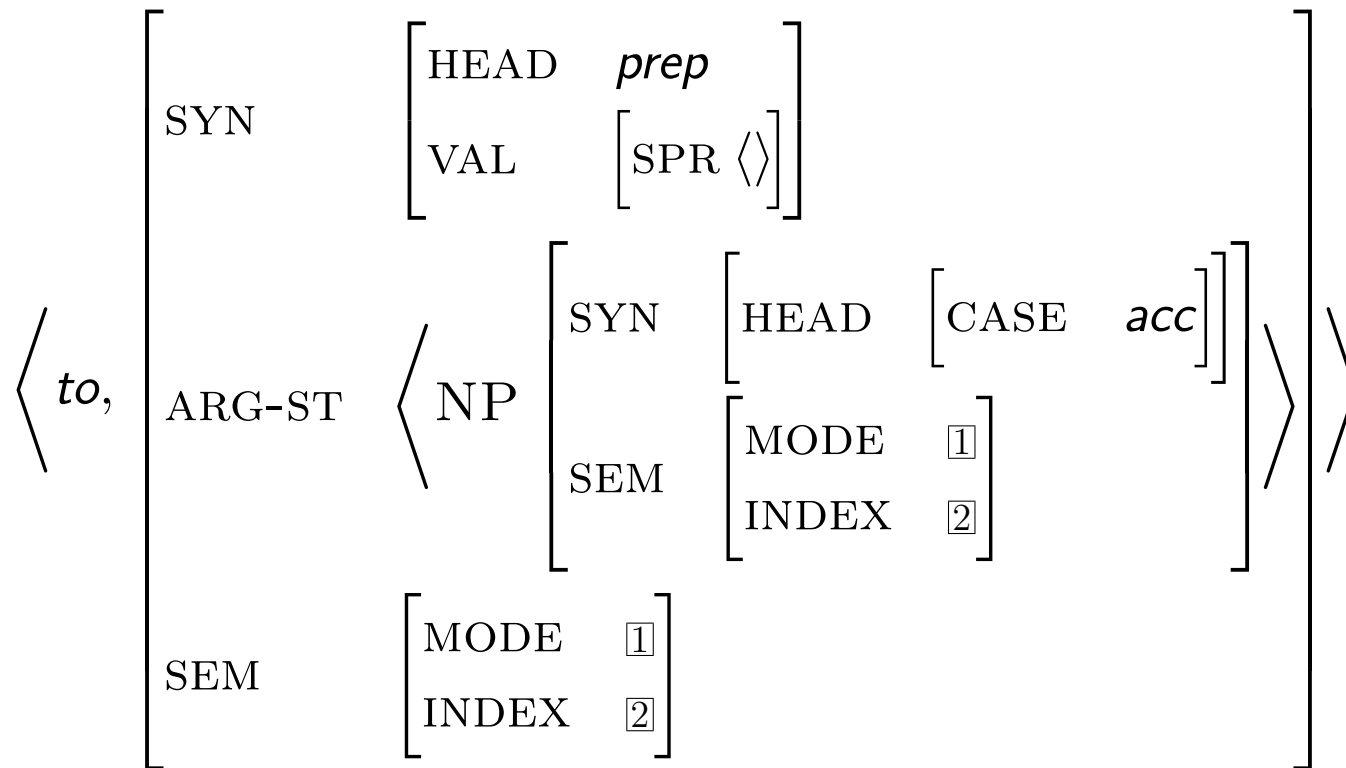 HEAD prep
SYN
VAL [SPR ⟨⟩]
SYN [HEAD [CASE acc]]
⟨to, ARG-ST ⟨NP
MODE 1
SEM
INDEX 2
MODE 1
SEM
INDEX 2